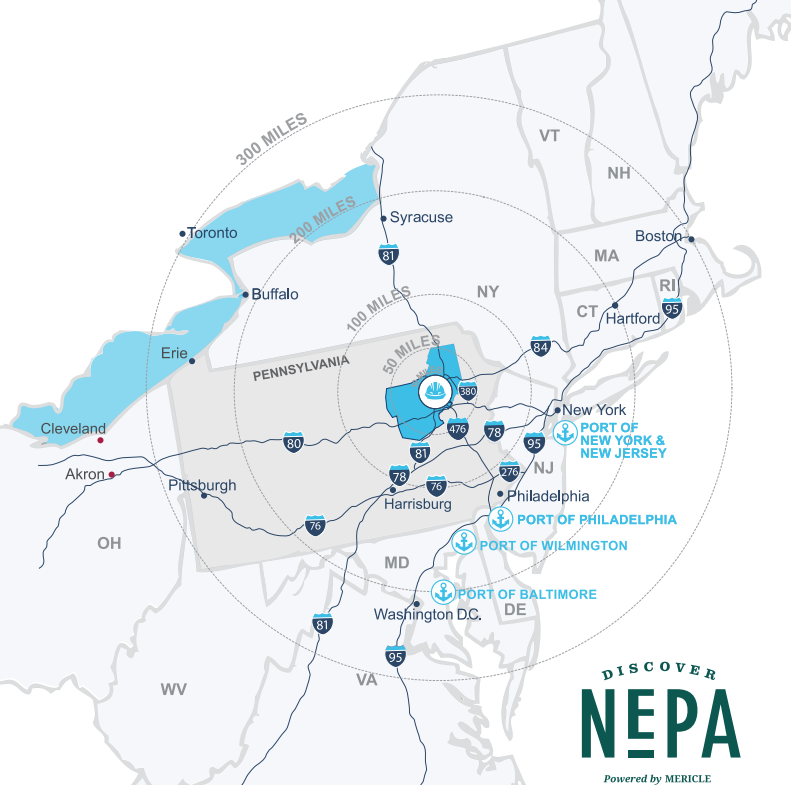 300 MILES
VT
NH
200 MILES
Syracuse
Toronto
Boston
81
MA
NY
RI
Buffalo
100 MILES
CT
95
Hartford
84
50 MILES
Erie
PENNSYLVANIA
380
New York
Cleveland
476
78
PORT OF
NEW YORK &
NEW JERSEY
80
95
81
NJ
Akron
78
276
Pittsburgh
76
Harrisburg
Philadelphia
76
PORT OF PHILADELPHIA
OH
PORT OF WILMINGTON
MD
PORT OF BALTIMORE
Washington D.C.
DE
81
95
WV
VA
DISCOVER
NEPA
Powered by MERICLE